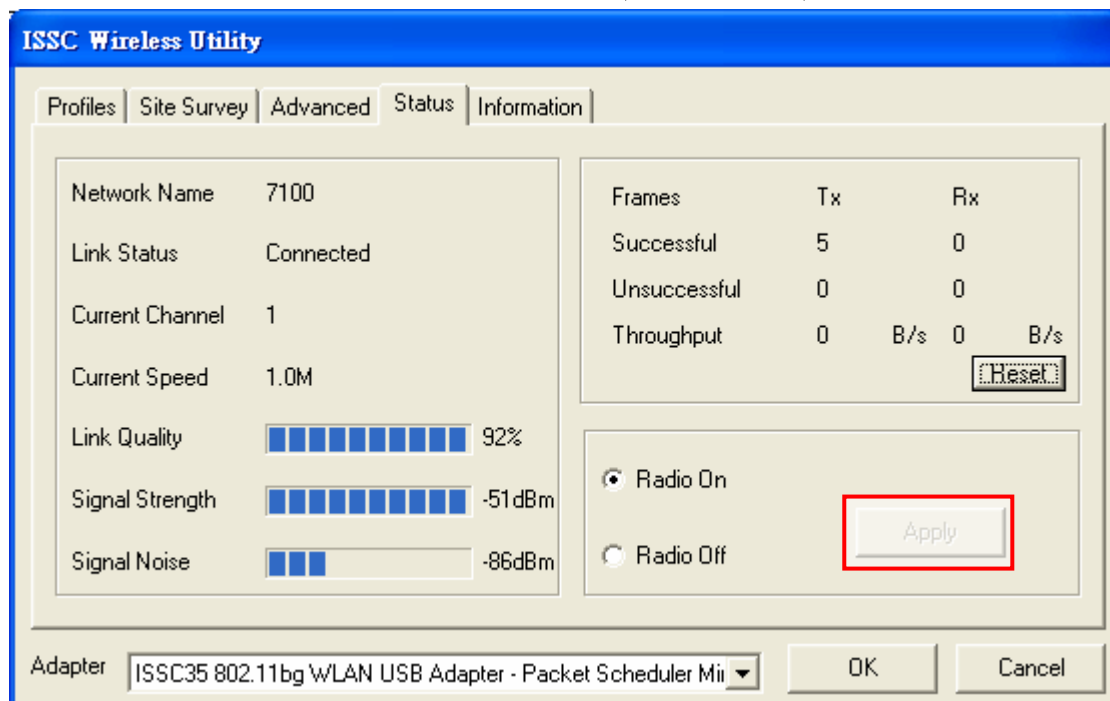 ISSC Wireless Utility
Profiles Site Survey Advanced Status Information
Network Name 7100
Link Status Connected
Current Channel 1
Current Speed 1.0M
Link Quality 92%
Signal Strength -51dBm
Signal Noise -86dBm
Frames Tx Rx
Successful 5 0
Unsuccessful 0 0
Throughput 0 B/s 0 B/s
Reset
Radio On
Radio Off
Apply
Adapter ISSC35 802.11bg WLAN USB Adapter - Packet Scheduler Mii
OK Cancel